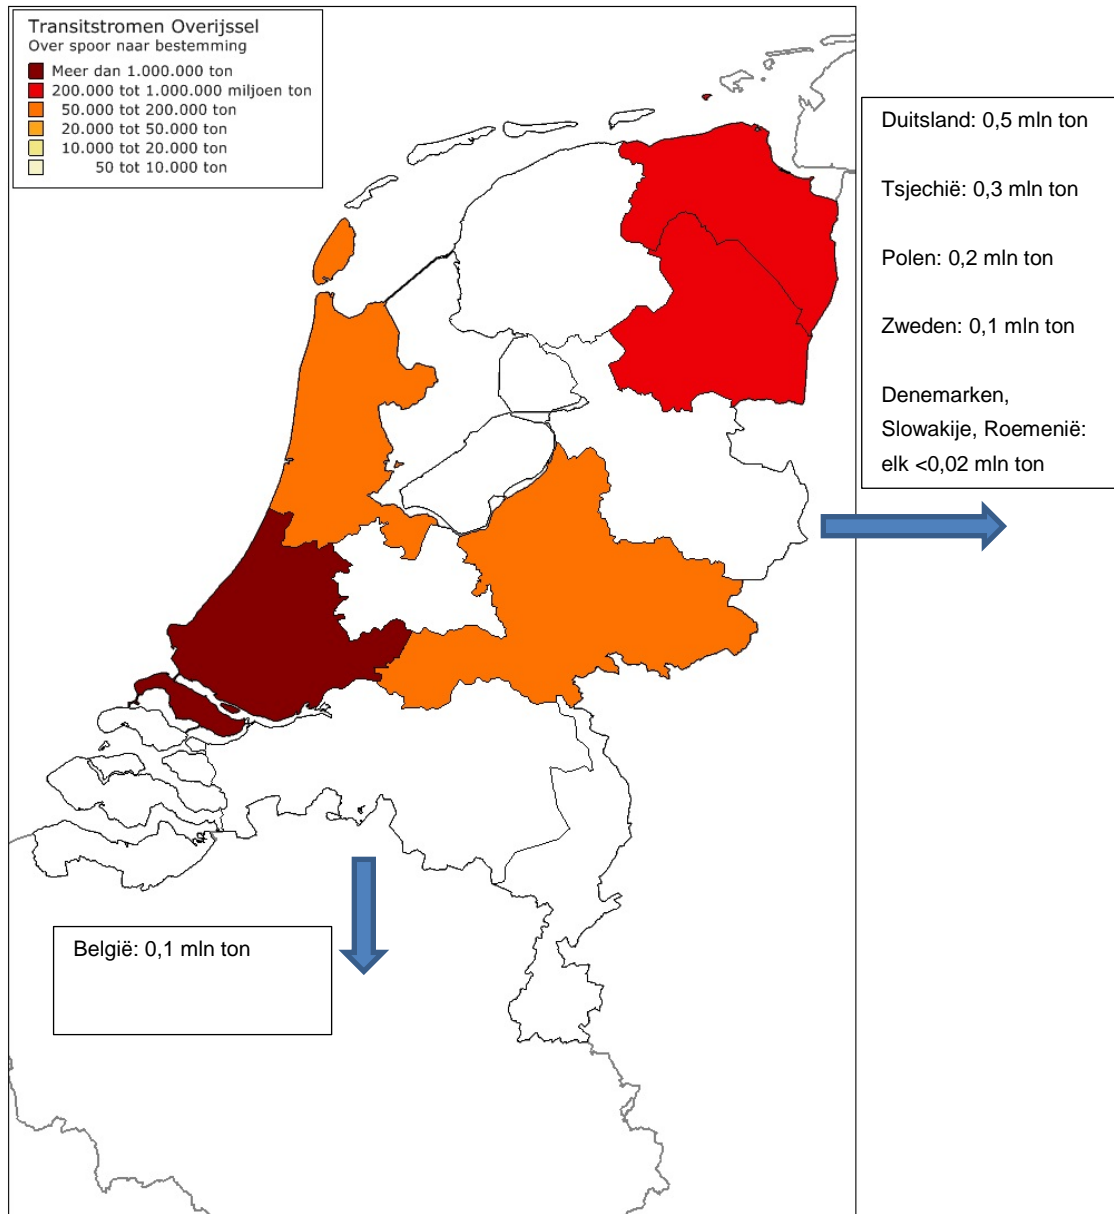 Transitstromen Overijssel
Over spoor naar bestemming
Meer dan 1.000.000 ton
200.000 tot 1.000.000 miljoen ton
50.000 tot 200.000 ton
20.000 tot 50.000 ton
10.000 tot 20.000 ton
50 tot 10.000 ton
Duitsland: 0,5 mln ton
Tsjechië: 0,3 mln ton
Polen: 0,2 mln ton
Zweden: 0,1 mln ton
Denemarken,
Slowakije, Roemenië:
elk <0,02 mln ton
België: 0,1 mln ton